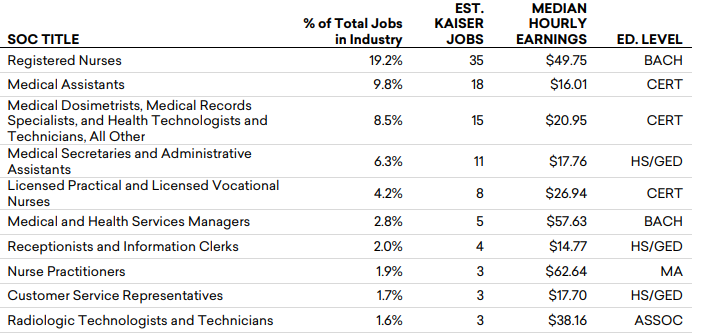 SOC TITLE % of Total Jobs in Industry EST. KAISER JOBS MEDIAN HOURLY EARNINGS ED. LEVEL
Registered Nurses 19.2% 35 $49.75 BACH
Medical Assistants 9.8% 18 $16.01 CERT
Medical Dosimetrists, Medical Records
Specialists, and Health Technologists and 8.5% 15 $20.95 CERT
Technicians, All Other
Medical Secretaries and Administrative 6.3% 11 $17.76 HS/GED
Assistants
Licensed Practical and Licensed Vocational 4.2% 8 $26.94 CERT
Nurses
Medical and Health Services Managers 2.8% 5 $57.63 BACH
Receptionists and Information Clerks 2.0% 4 $14.77 HS/GED
Nurse Practitioners 1.9% 3 $62.64 MA
Customer Service Representatives 1.7% 3 $17.70 HS/GED
Radiologic Technologists and Technicians 1.6% 3 $38.16 ASSOC